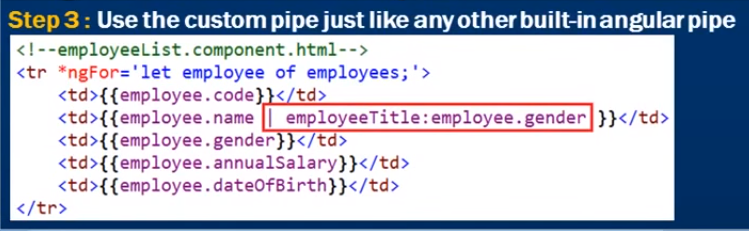 Step 3 : Use the custom pipe just like any other built-in angular pipe
<!--employeeList.component.html-->
<tr *ngFor='let employee of employees;'>
    <td>{{employee.code}}</td>
    <td>{{employee.name | employeeTitle:employee.gender }}</td>
    <td>{{employee.gender}}</td>
    <td>{{employee.annualSalary}}</td>
    <td>{{employee.dateOfBirth}}</td>
</tr>